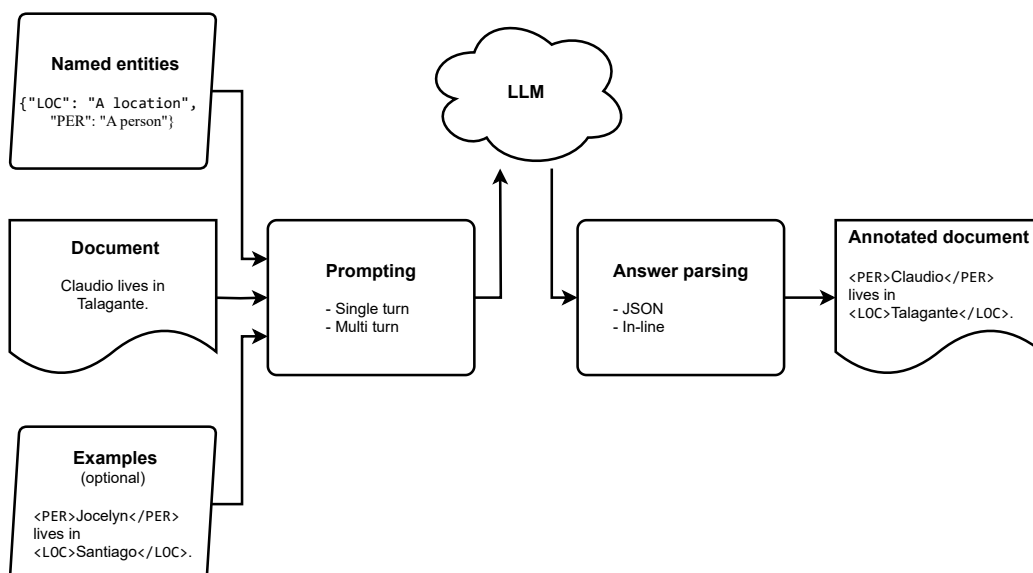 Named entities
{"LOC": "A location",
"PER": "A person"}
LLM
Document
Claudio lives in
Talagante.
Prompting
- Single turn
- Multi turn
Answer parsing
- JSON
- In-line
Annotated document
<PER>Claudio</PER>
lives in
<LOC>Talagante</LOC>.
Examples
(optional)
<PER>Jocelyn</PER>
lives in
<LOC>Santiago</LOC>.